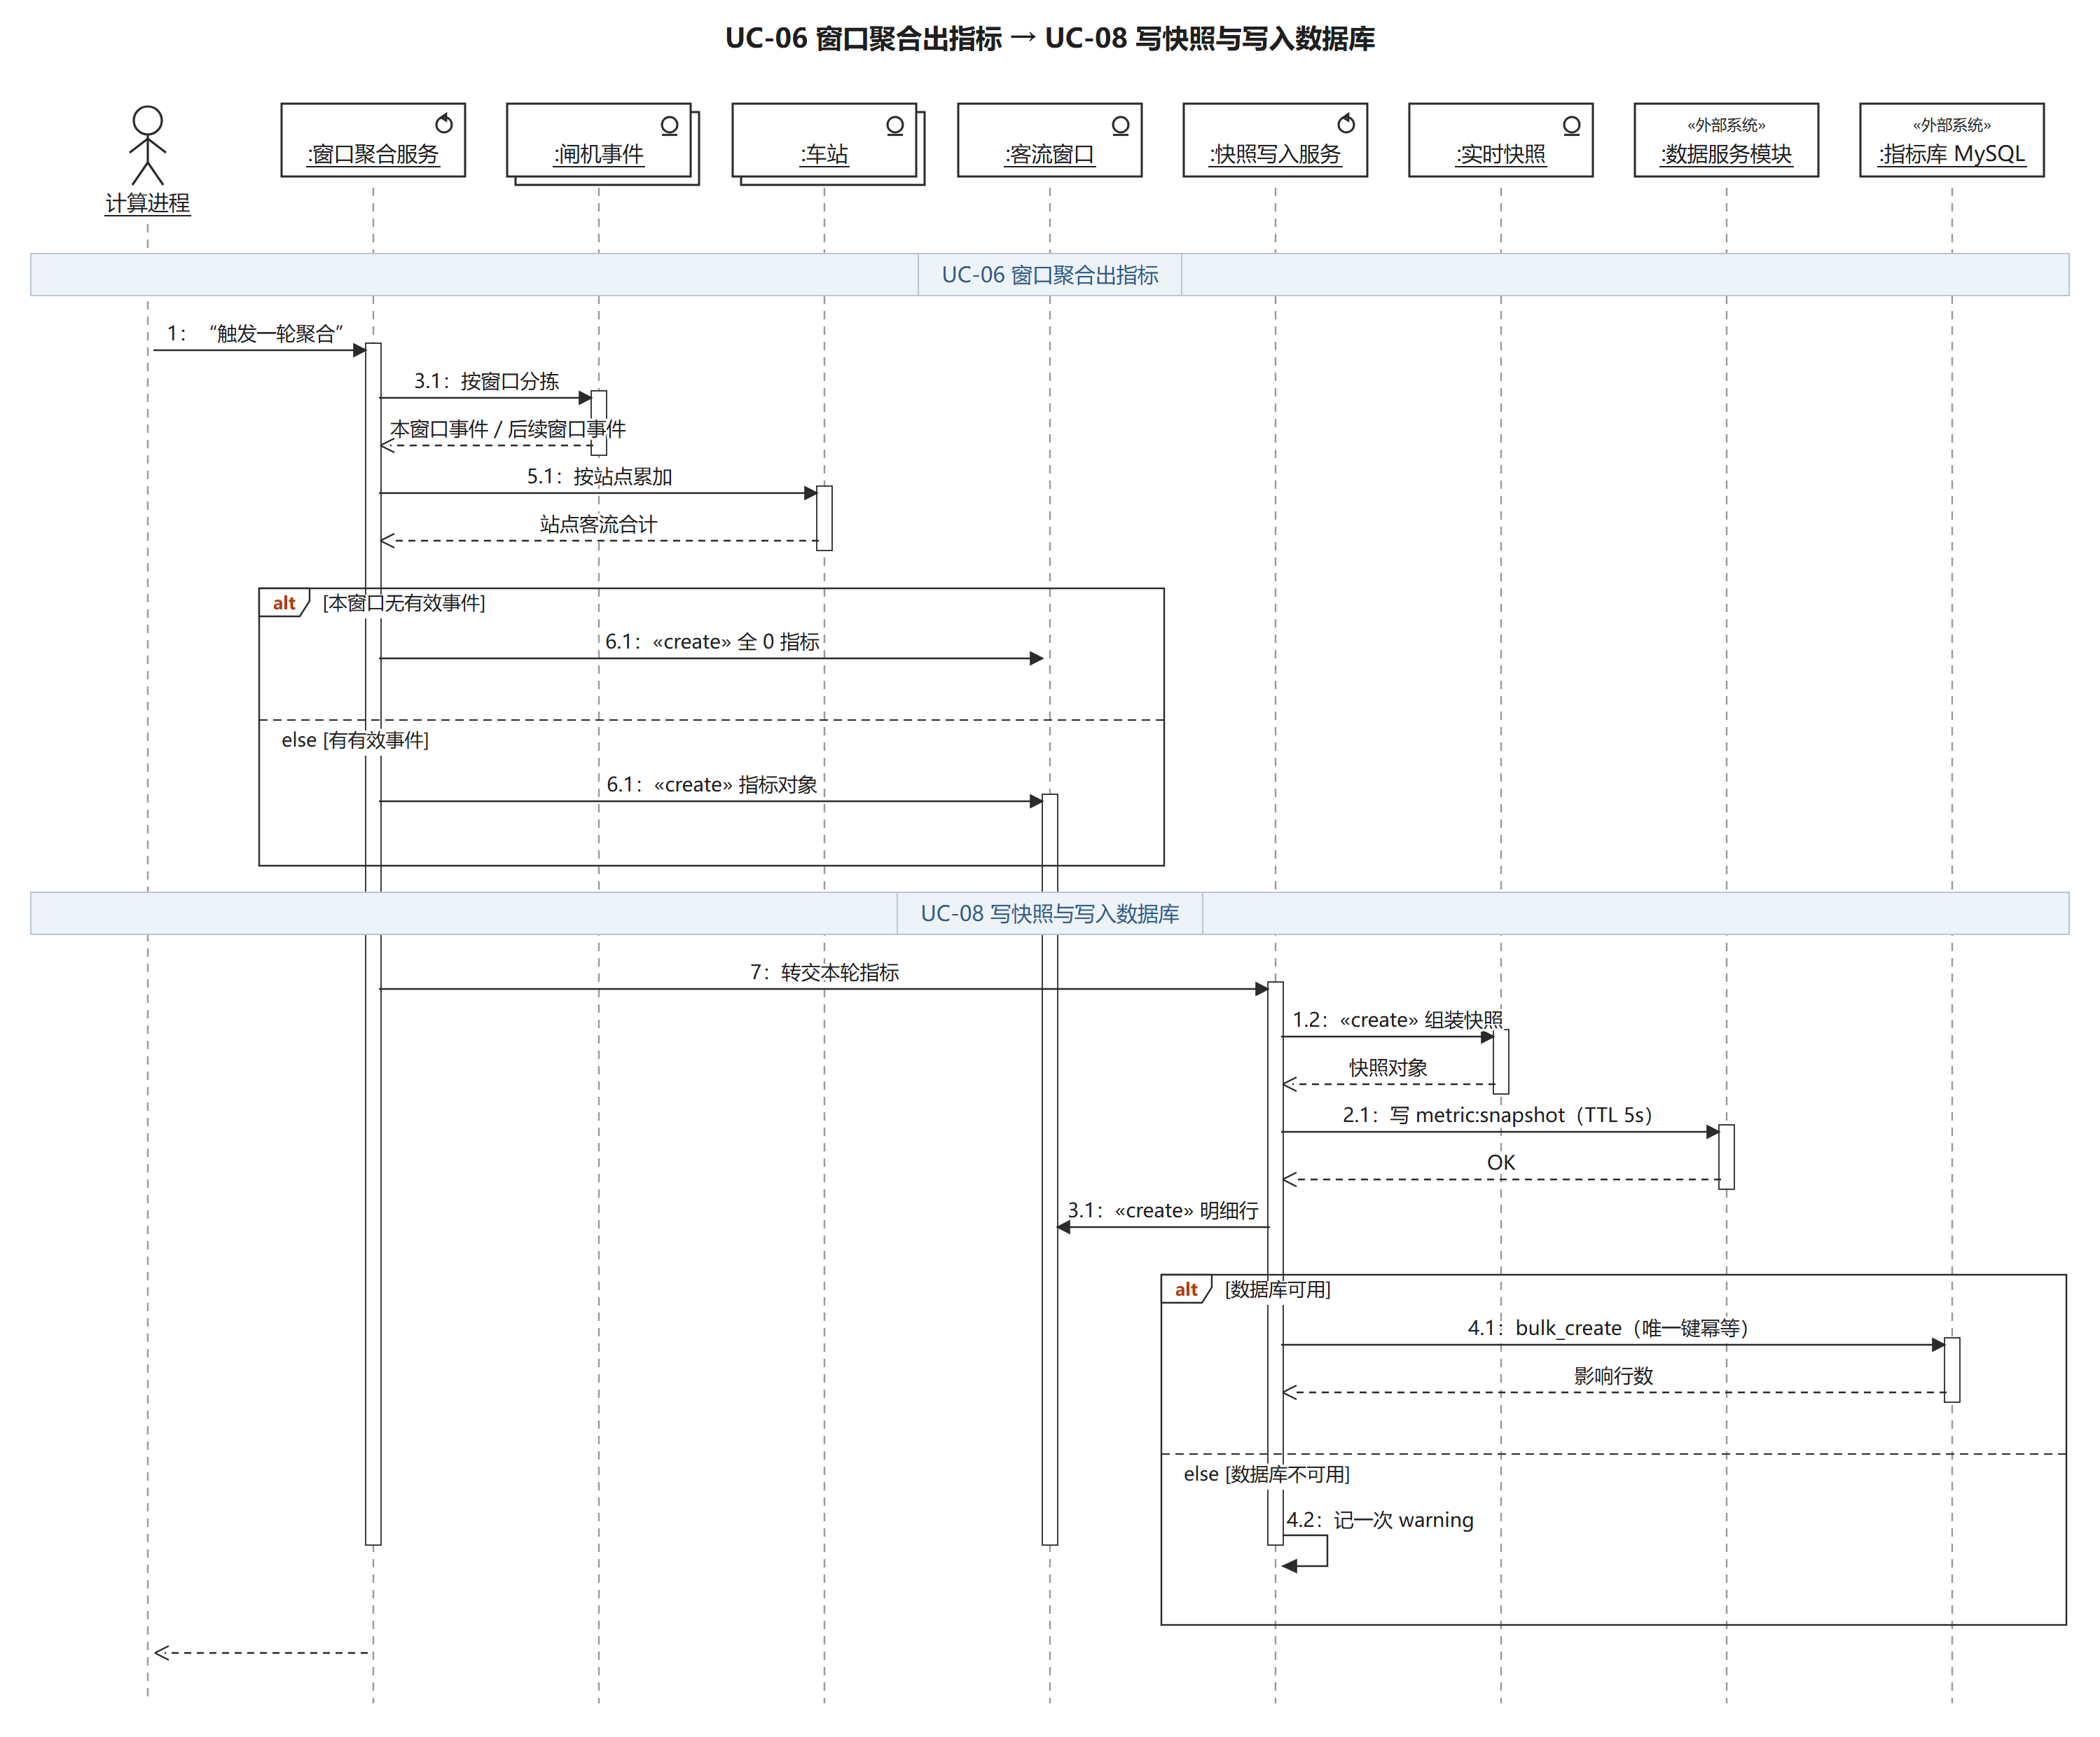 UC-06 窗口聚合出指标 → UC-08 写快照与写入数据库
计算进程
:窗口聚合服务
:闸机事件
:车站
:客流窗口
:快照写入服务
:实时快照
«外部系统»
:数据服务模块
«外部系统»
:指标库 MySQL
UC-06 窗口聚合出指标
1：“触发一轮聚合”
3.1：按窗口分拣
本窗口事件 / 后续窗口事件
5.1：按站点累加
站点客流合计
alt [本窗口无有效事件]
6.1：«create» 全 0 指标
else [有有效事件]
6.1：«create» 指标对象
UC-08 写快照与写入数据库
7：转交本轮指标
1.2：«create» 组装快照
快照对象
2.1：写 metric:snapshot（TTL 5s）
OK
3.1：«create» 明细行
alt [数据库可用]
4.1：bulk_create（唯一键幂等）
影响行数
else [数据库不可用]
4.2：记一次 warning